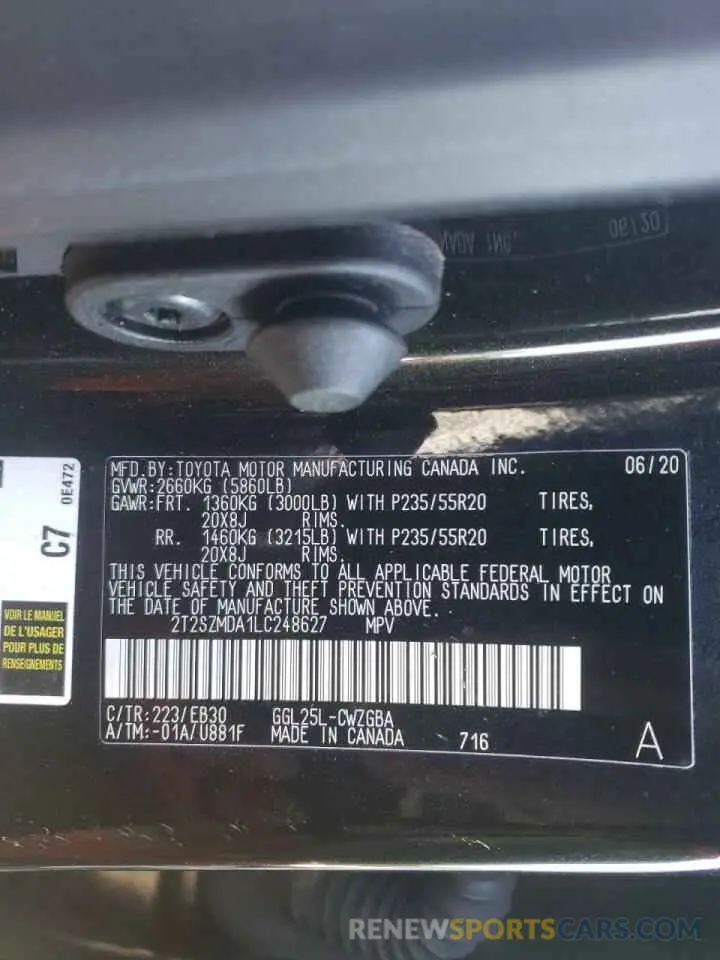 NADA INC. 06/20
MFD.BY:TOYOTA MOTOR MANUFACTURING CANADA INC. 06/20
GVWR:2660KG (5860LB)
GAWR:FRT. 1360KG (3000LB) WITH P235/55R20 TIRES,
20X8J RIMS.
RR. 1460KG (3215LB) WITH P235/55R20 TIRES,
20X8J RIMS.
THIS VEHICLE CONFORMS TO ALL APPLICABLE FEDERAL MOTOR
VEHICLE SAFETY AND THEFT PREVENTION STANDARDS IN EFFECT ON
THE DATE OF MANUFACTURE SHOWN ABOVE.
2T2SZMDA1LC248627 MPV
C/TR:223/EB30 GGL25L-CWZGBA
A/TM:-01A/U881F MADE IN CANADA 716
A
C7
0E472
VOIR LE MANUEL
DE L'USAGER
POUR PLUS DE
RENSEIGNEMENTS
RENEWSPORTSCARS.COM